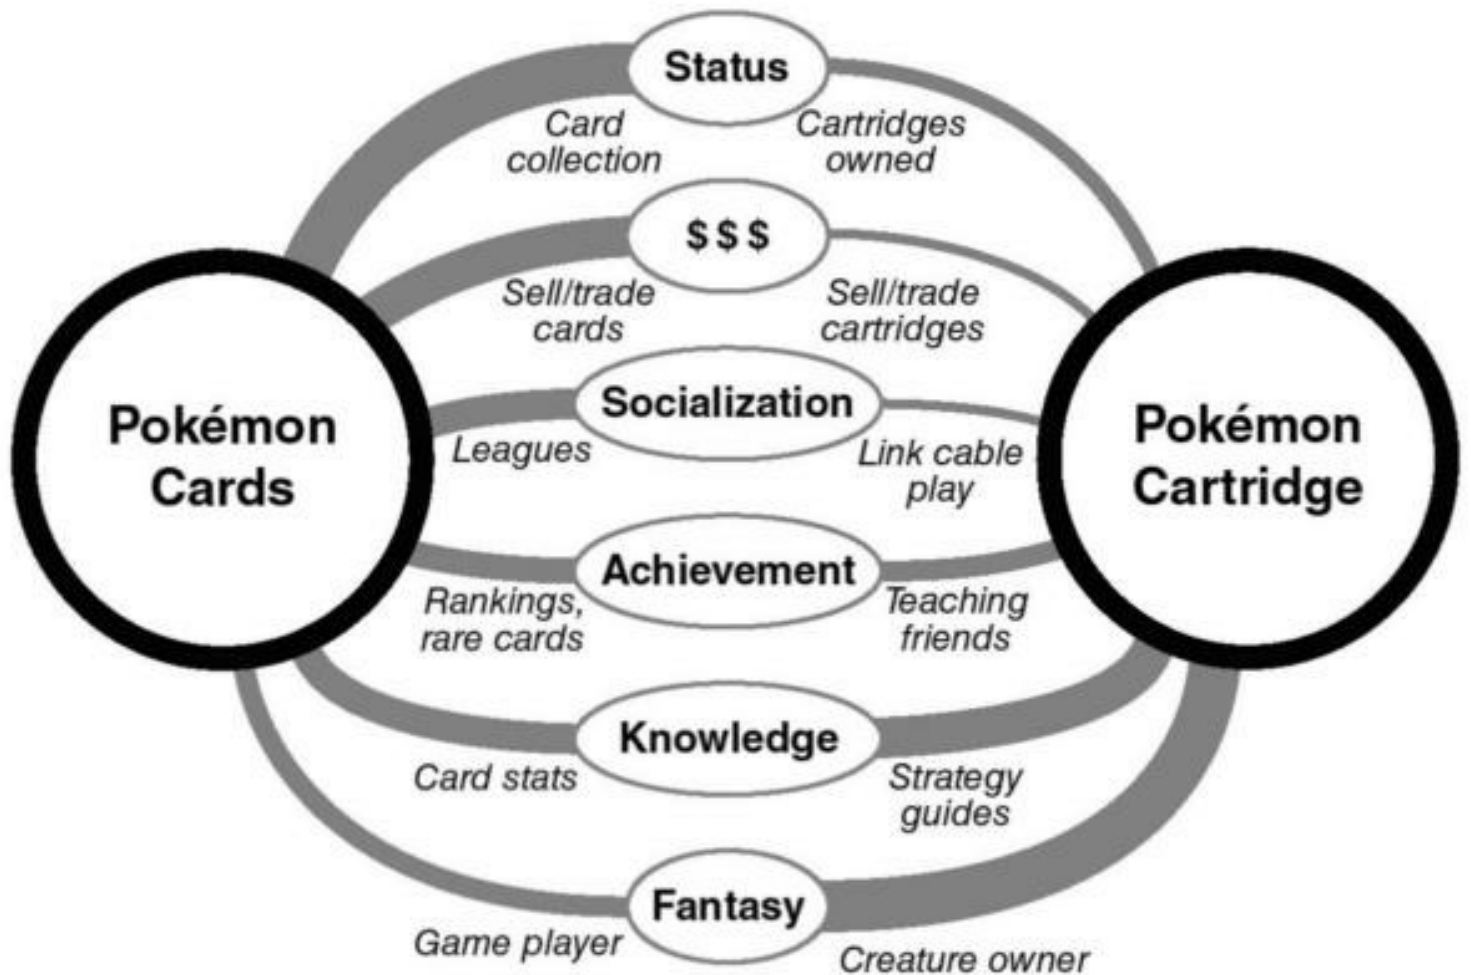 Status
Card
collection
Cartridges
owned
$$$
Sell/trade
cards
Sell/trade
cartridges
Pokémon
Cards
Socialization
Leagues
Link cable
play
Pokémon
Cartridge
Achievement
Rankings,
rare cards
Teaching
friends
Knowledge
Card stats
Strategy
guides
Fantasy
Game player
Creature owner